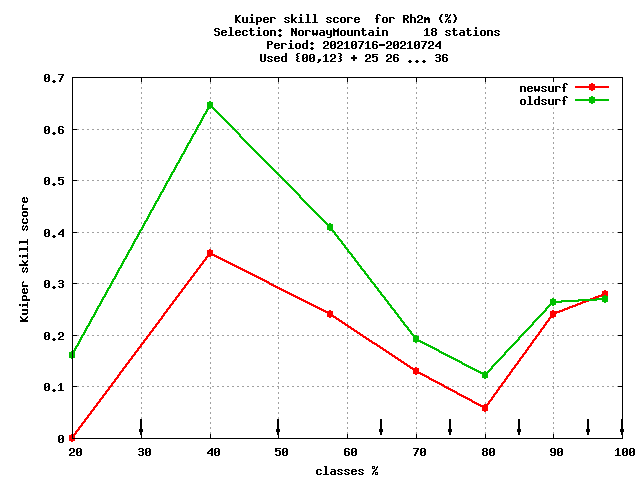 Kuiper skill score  for Rh2m (%)
Selection: NorwayMountain     18 stations
Period: 20210716-20210724
Used {00,12} + 25 26 ... 36
newsurf
oldsurf
0.7
0.6
0.5
0.4
0.3
0.2
0.1
0
Kuiper skill score
20 30 40 50 60 70 80 90 100
classes %